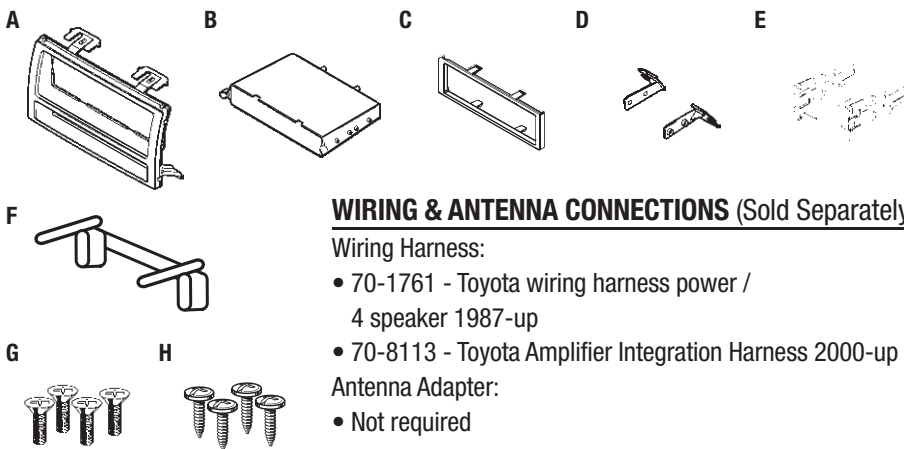 A B C D E
F
WIRING & ANTENNA CONNECTIONS (Sold Separately
Wiring Harness:
• 70-1761 - Toyota wiring harness power /
4 speaker 1987-up
G H
• 70-8113 - Toyota Amplifier Integration Harness 2000-up
Antenna Adapter:
• Not required